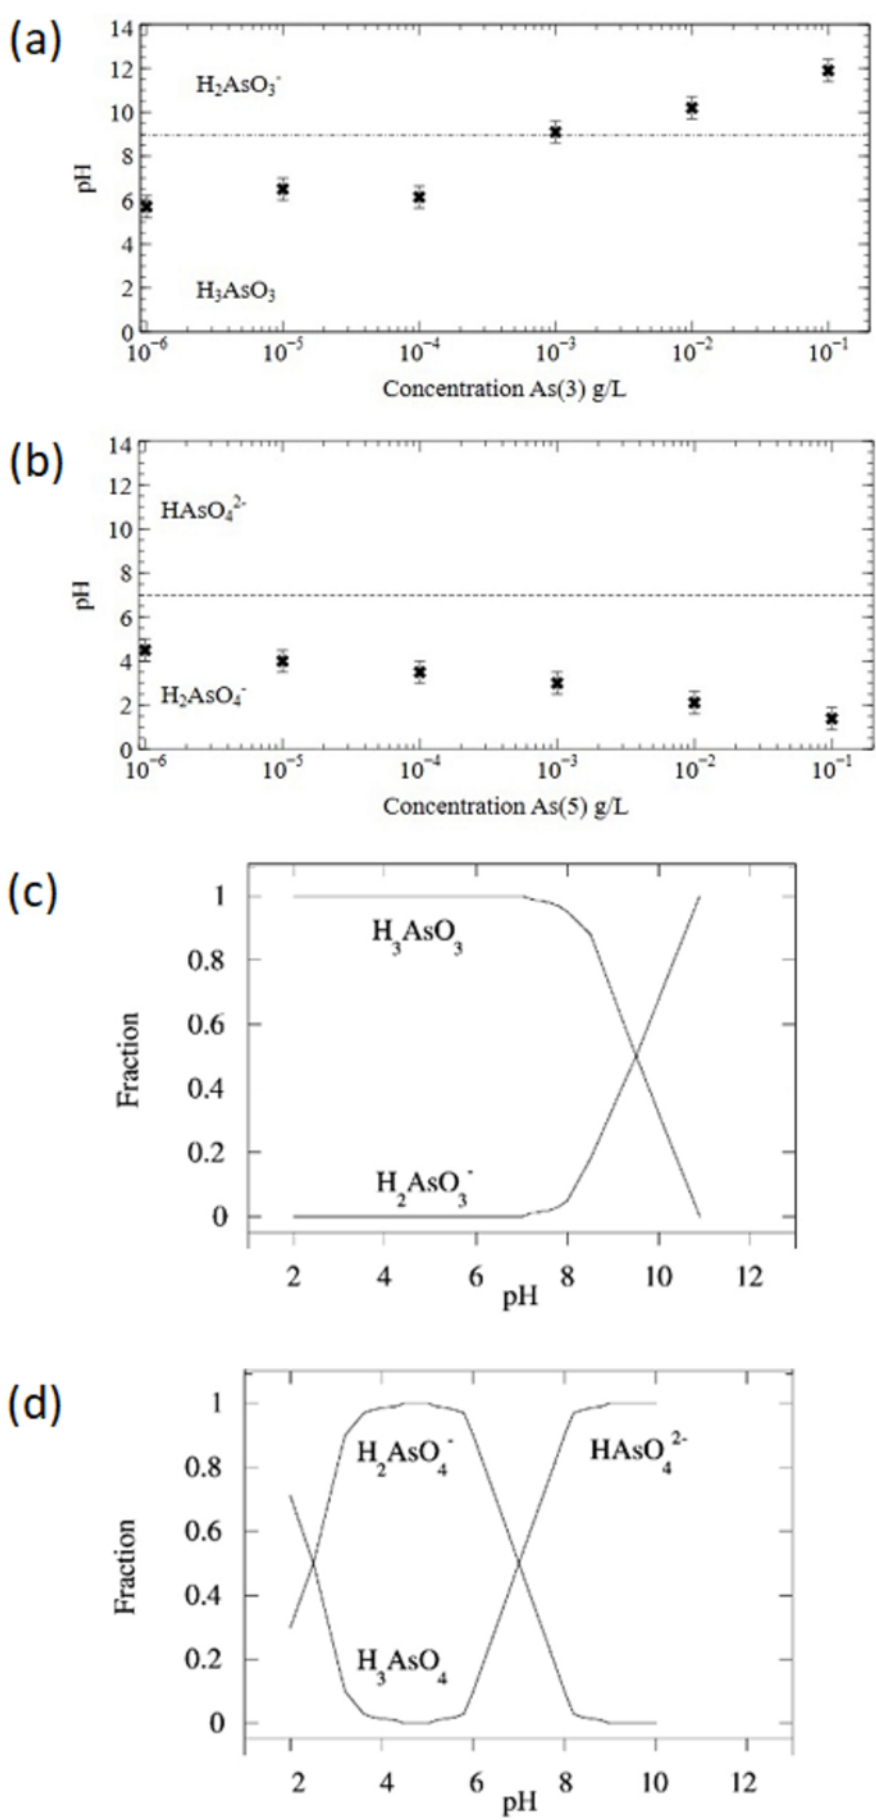 (a)
14
12
10
8
6
4
2
0
pH
H₂AsO₃⁻
H₃AsO₃
10⁻⁶ 10⁻⁵ 10⁻⁴ 10⁻³ 10⁻² 10⁻¹
Concentration As(3) g/L
(b)
14
12
10
8
6
4
2
0
pH
HAsO₄²⁻
H₂AsO₄⁻
10⁻⁶ 10⁻⁵ 10⁻⁴ 10⁻³ 10⁻² 10⁻¹
Concentration As(5) g/L
(c)
1
0.8
0.6
0.4
0.2
0
Fraction
H₃AsO₃
H₂AsO₃⁻
2 4 6 8 10 12
pH
(d)
1
0.8
0.6
0.4
0.2
0
Fraction
H₂AsO₄⁻
HAsO₄²⁻
H₃AsO₄
2 4 6 8 10 12
pH